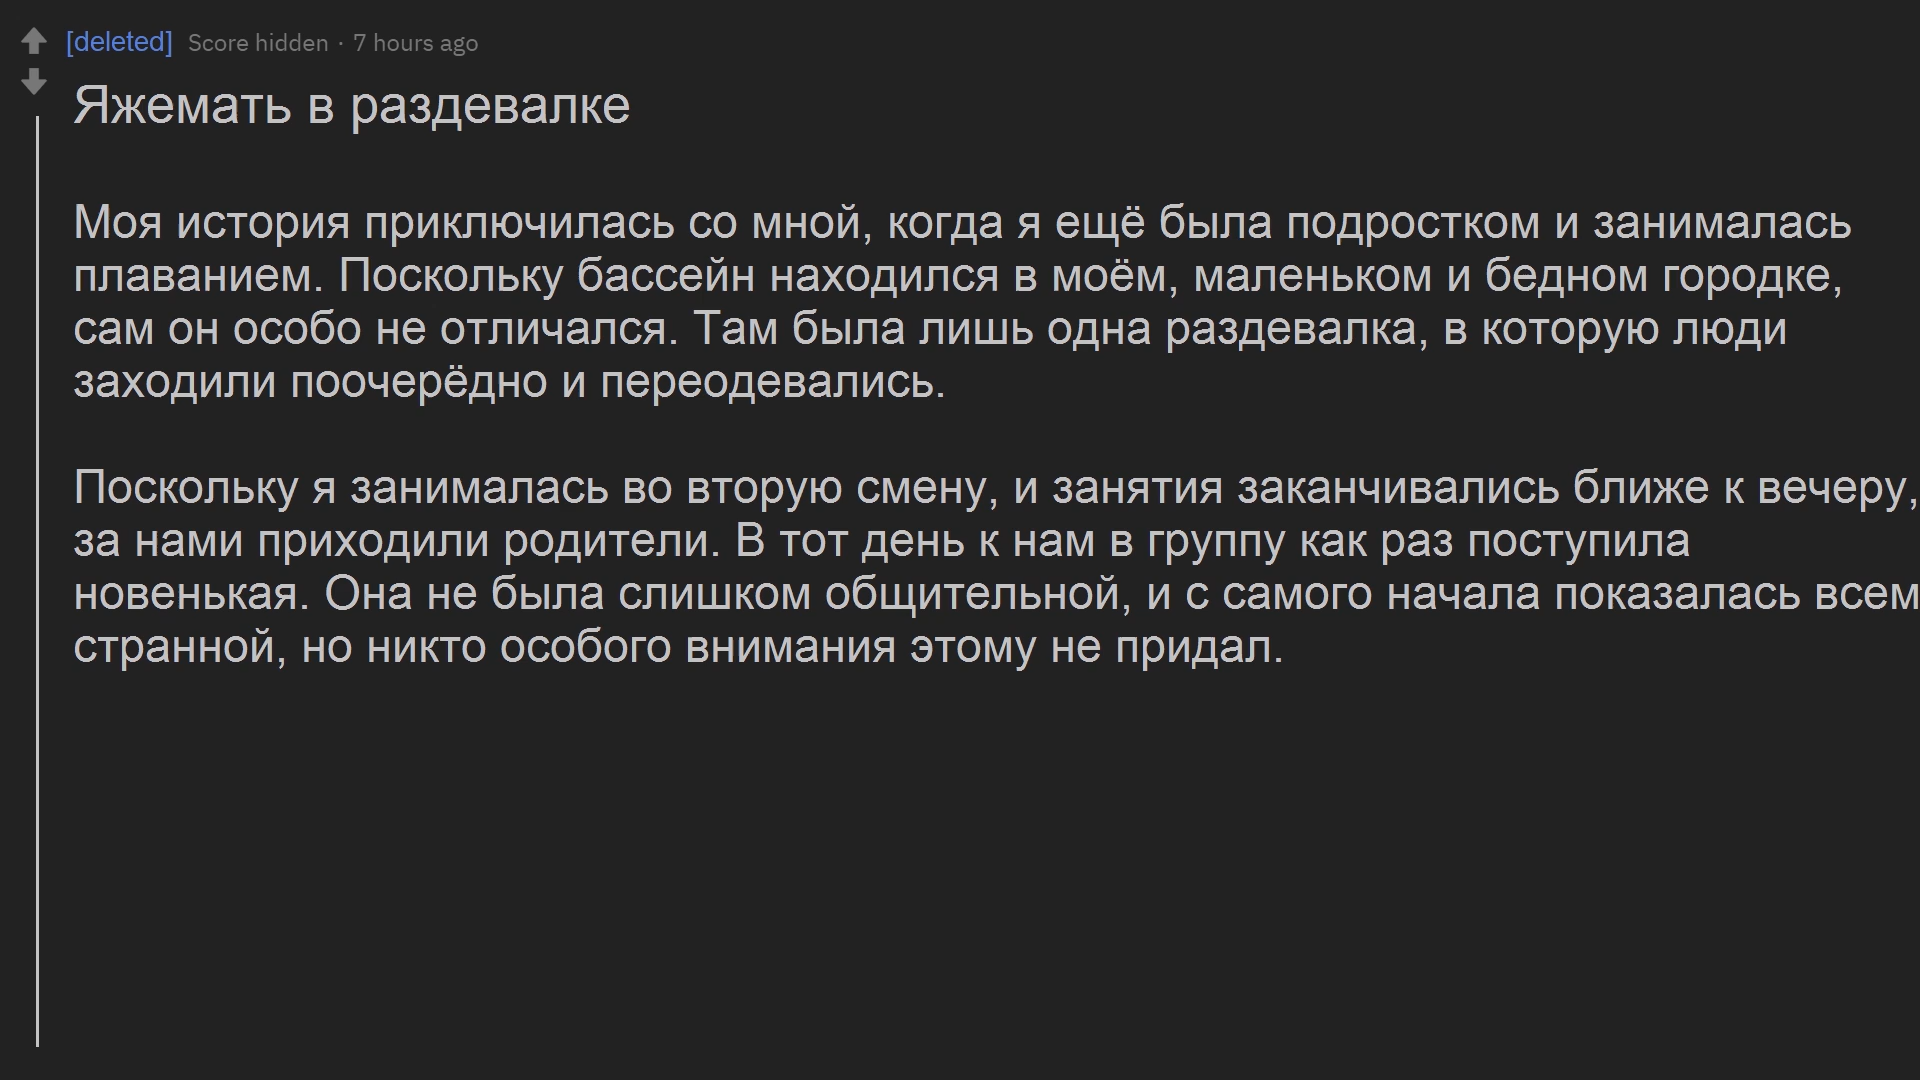 [deleted] Score hidden · 7 hours ago
Яжемать в раздевалке
Моя история приключилась со мной, когда я ещё была подростком и занималась
плаванием. Поскольку бассейн находился в моём, маленьком и бедном городке,
сам он особо не отличался. Там была лишь одна раздевалка, в которую люди
заходили поочерёдно и переодевались.
Поскольку я занималась во вторую смену, и занятия заканчивались ближе к вечеру,
за нами приходили родители. В тот день к нам в группу как раз поступила
новенькая. Она не была слишком общительной, и с самого начала показалась всем
странной, но никто особого внимания этому не придал.